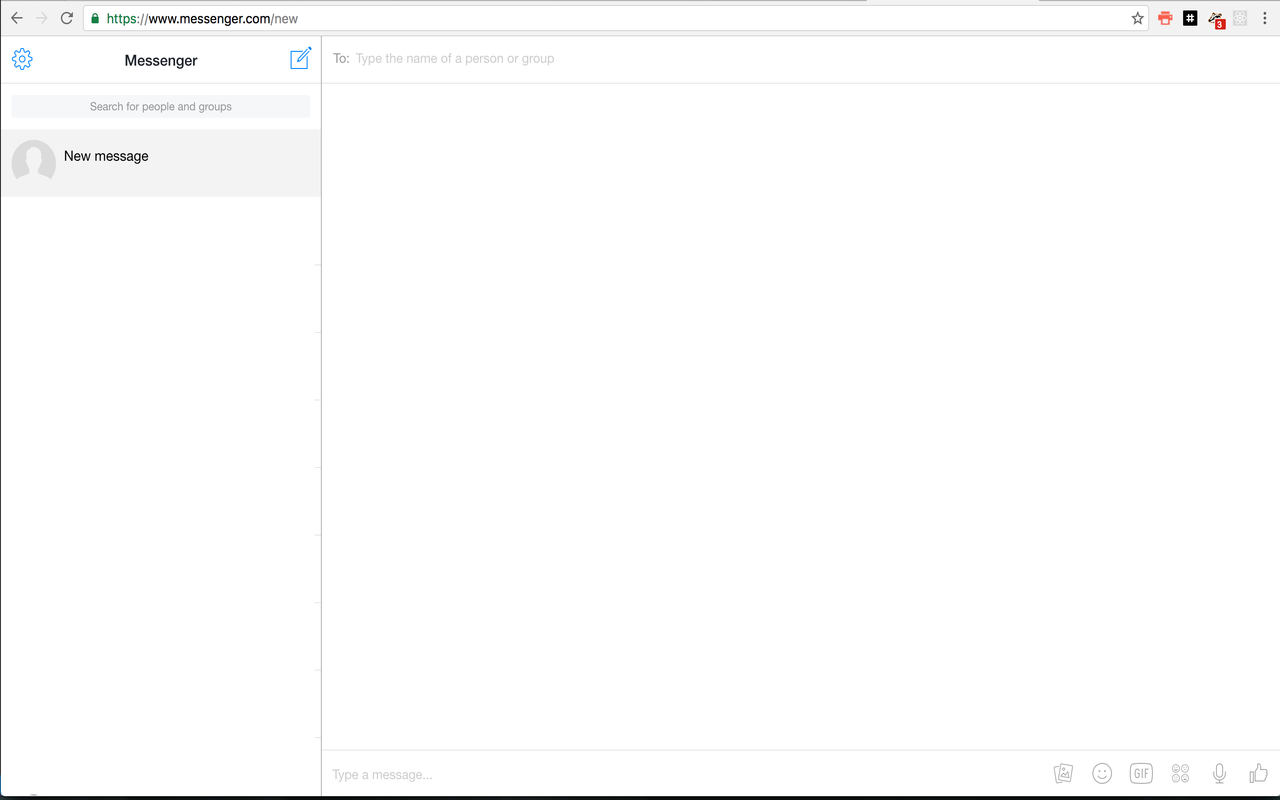 https://www.messenger.com/new
3
Messenger
To: Type the name of a person or group
Search for people and groups
New message
Type a message...
GIF